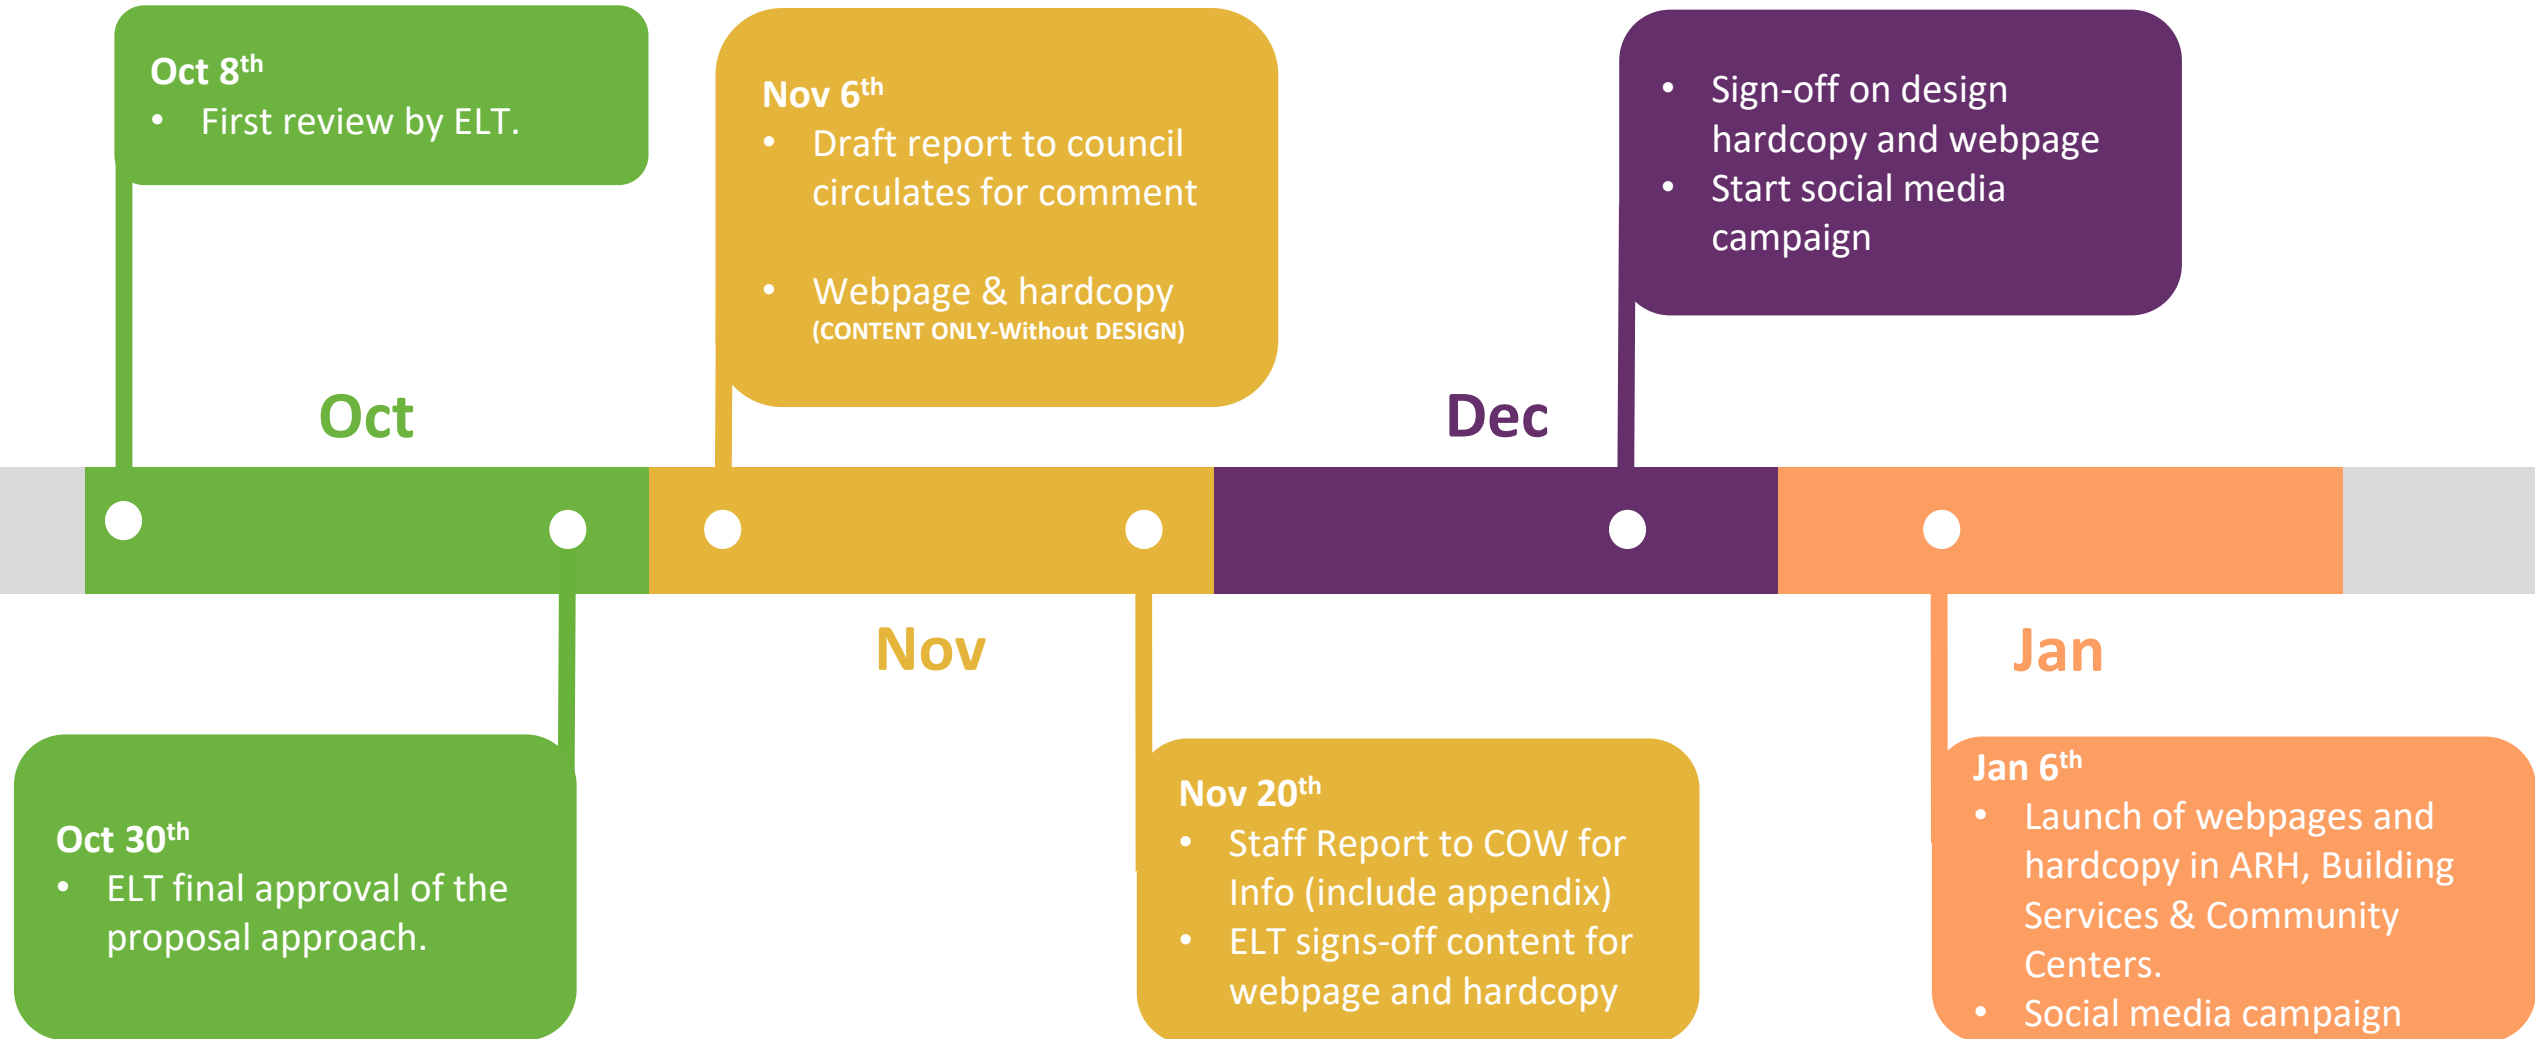 Oct 8th
• First review by ELT.
Nov 6th
• Draft report to council
circulates for comment
• Webpage & hardcopy
(CONTENT ONLY-Without DESIGN)
• Sign-off on design
hardcopy and webpage
• Start social media
campaign
Oct
Dec
Nov
Jan
Oct 30th
• ELT final approval of the
proposal approach.
Nov 20th
• Staff Report to COW for
Info (include appendix)
• ELT signs-off content for
webpage and hardcopy
Jan 6th
• Launch of webpages and
hardcopy in ARH, Building
Services & Community
Centers.
• Social media campaign